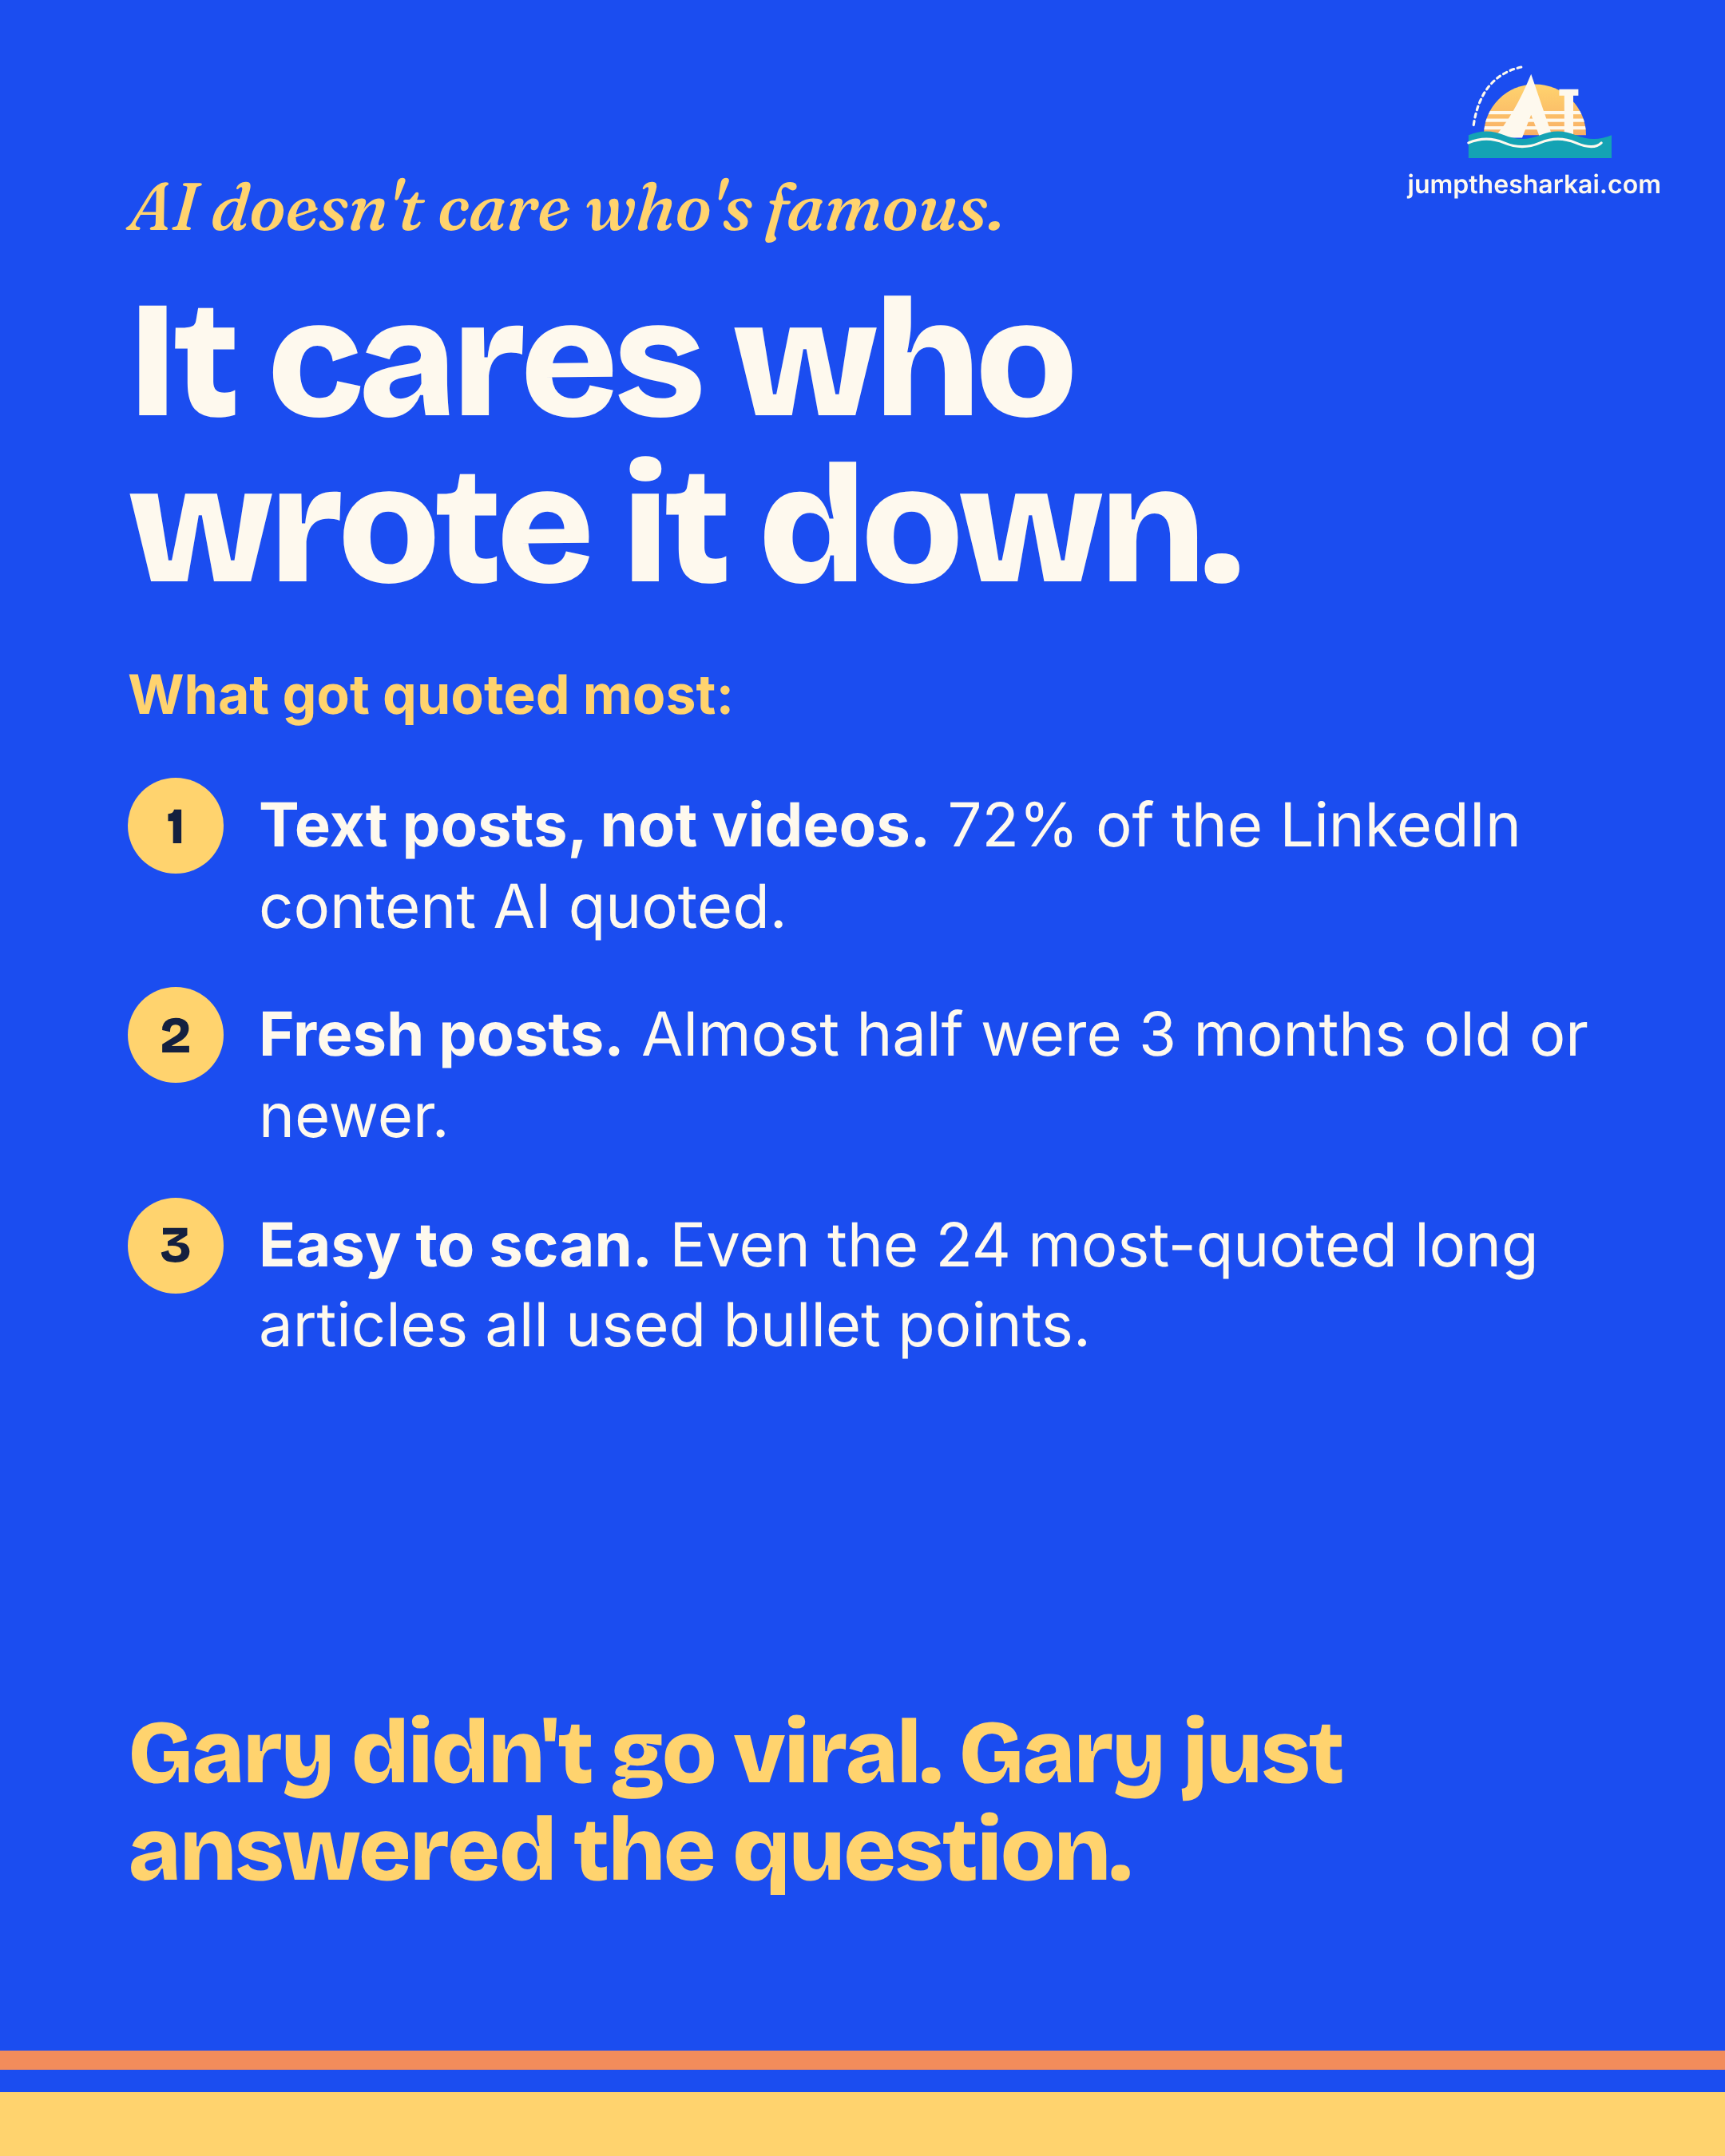 AI
jumpthesharkai.com
AI doesn't care who's famous.
It cares who
wrote it down.
What got quoted most:
1 Text posts, not videos. 72% of the LinkedIn
content AI quoted.
2 Fresh posts. Almost half were 3 months old or
newer.
3 Easy to scan. Even the 24 most-quoted long
articles all used bullet points.
Gary didn't go viral. Gary just
answered the question.